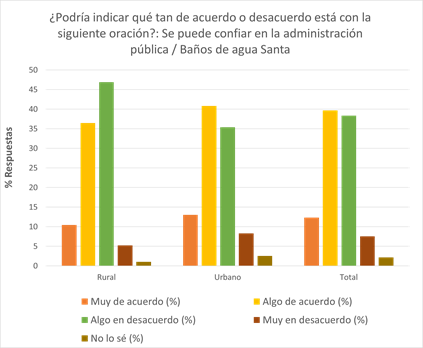 ¿Podría indicar qué tan de acuerdo o desacuerdo está con la
siguiente oración?: Se puede confiar en la administración
pública / Baños de agua Santa
50
45
40
35
30
25
20
15
10
5
0
% Respuestas
Rural Urbano Total
Muy de acuerdo (%) Algo de acuerdo (%)
Algo en desacuerdo (%) Muy en desacuerdo (%)
No lo sé (%)